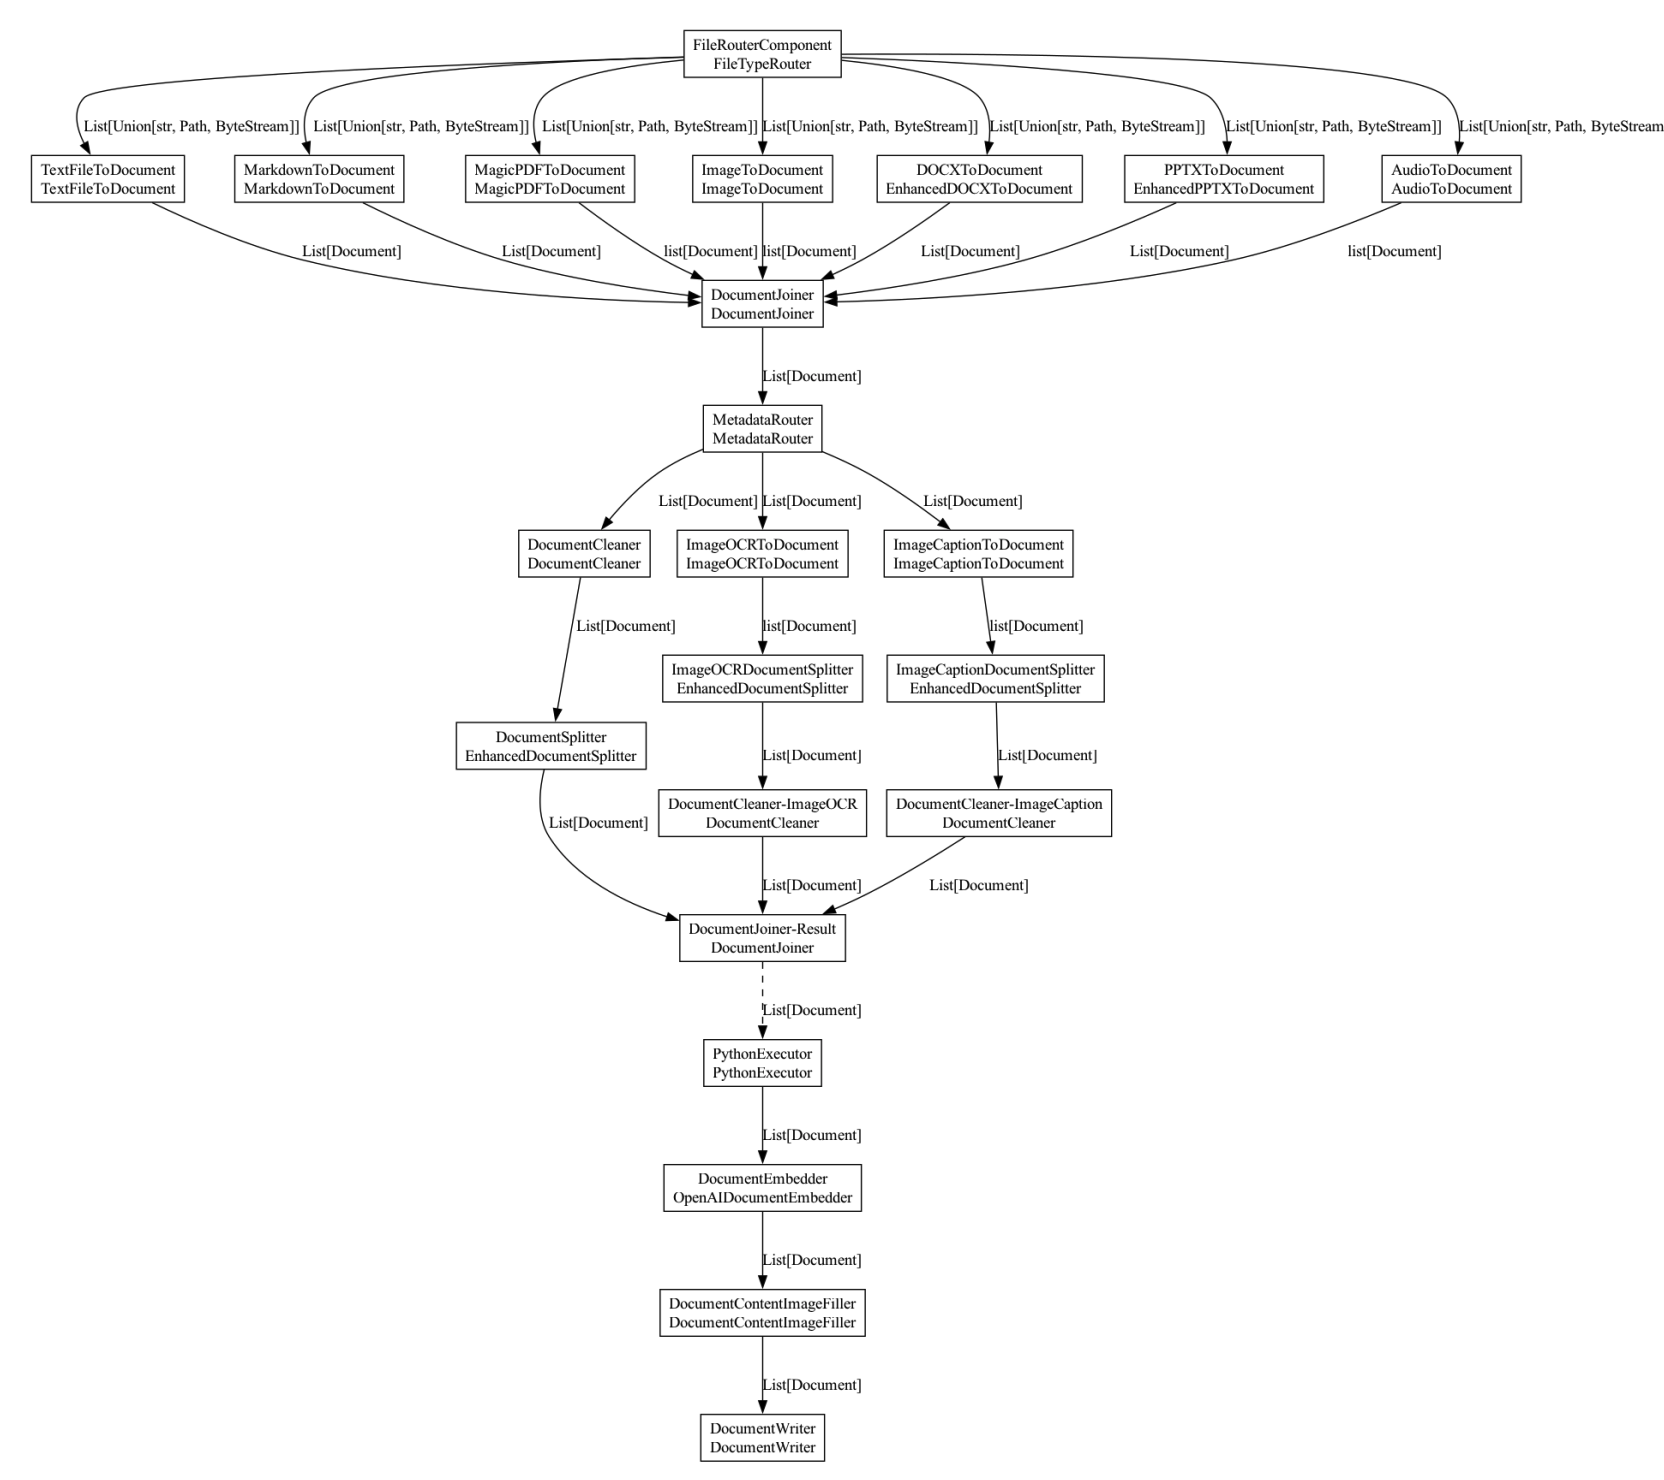 FileRouterComponent
FileTypeRouter
List[Union[str, Path, ByteStream]]
List[Union[str, Path, ByteStream]]
List[Union[str, Path, ByteStream]]
List[Union[str, Path, ByteStream]]
List[Union[str, Path, ByteStream]]
List[Union[str, Path, ByteStream]]
List[Union[str, Path, ByteStream
TextFileToDocument
TextFileToDocument
MarkdownToDocument
MarkdownToDocument
MagicPDFToDocument
MagicPDFToDocument
ImageToDocument
ImageToDocument
DOCXToDocument
EnhancedDOCXToDocument
PPTXToDocument
EnhancedPPTXToDocument
AudioToDocument
AudioToDocument
List[Document]
List[Document]
list[Document]
list[Document]
List[Document]
List[Document]
list[Document]
DocumentJoiner
DocumentJoiner
List[Document]
MetadataRouter
MetadataRouter
List[Document]
List[Document]
List[Document]
DocumentCleaner
DocumentCleaner
ImageOCRToDocument
ImageOCRToDocument
ImageCaptionToDocument
ImageCaptionToDocument
List[Document]
list[Document]
list[Document]
ImageOCRDocumentSplitter
EnhancedDocumentSplitter
ImageCaptionDocumentSplitter
EnhancedDocumentSplitter
DocumentSplitter
EnhancedDocumentSplitter
List[Document]
List[Document]
DocumentCleaner-ImageOCR
DocumentCleaner
DocumentCleaner-ImageCaption
DocumentCleaner
List[Document]
List[Document]
List[Document]
DocumentJoiner-Result
DocumentJoiner
List[Document]
PythonExecutor
PythonExecutor
List[Document]
DocumentEmbedder
OpenAIDocumentEmbedder
List[Document]
DocumentContentImageFiller
DocumentContentImageFiller
List[Document]
DocumentWriter
DocumentWriter